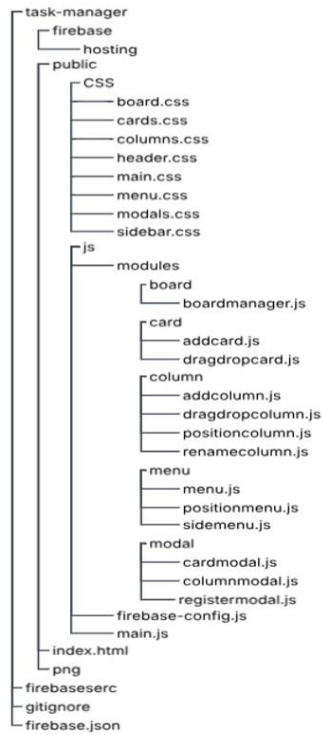 task-manager
firebase
hosting
public
CSS
board.css
cards.css
columns.css
header.css
main.css
menu.css
modals.css
sidebar.css
js
modules
board
boardmanager.js
card
addcard.js
dragdropcard.js
column
addcolumn.js
dragdropcolumn.js
positioncolumn.js
renamecolumn.js
menu
menu.js
positionmenu.js
sidemenu.js
modal
cardmodal.js
columnmodal.js
registermodal.js
firebase-config.js
main.js
index.html
png
firebaseserc
gitignore
firebase.json